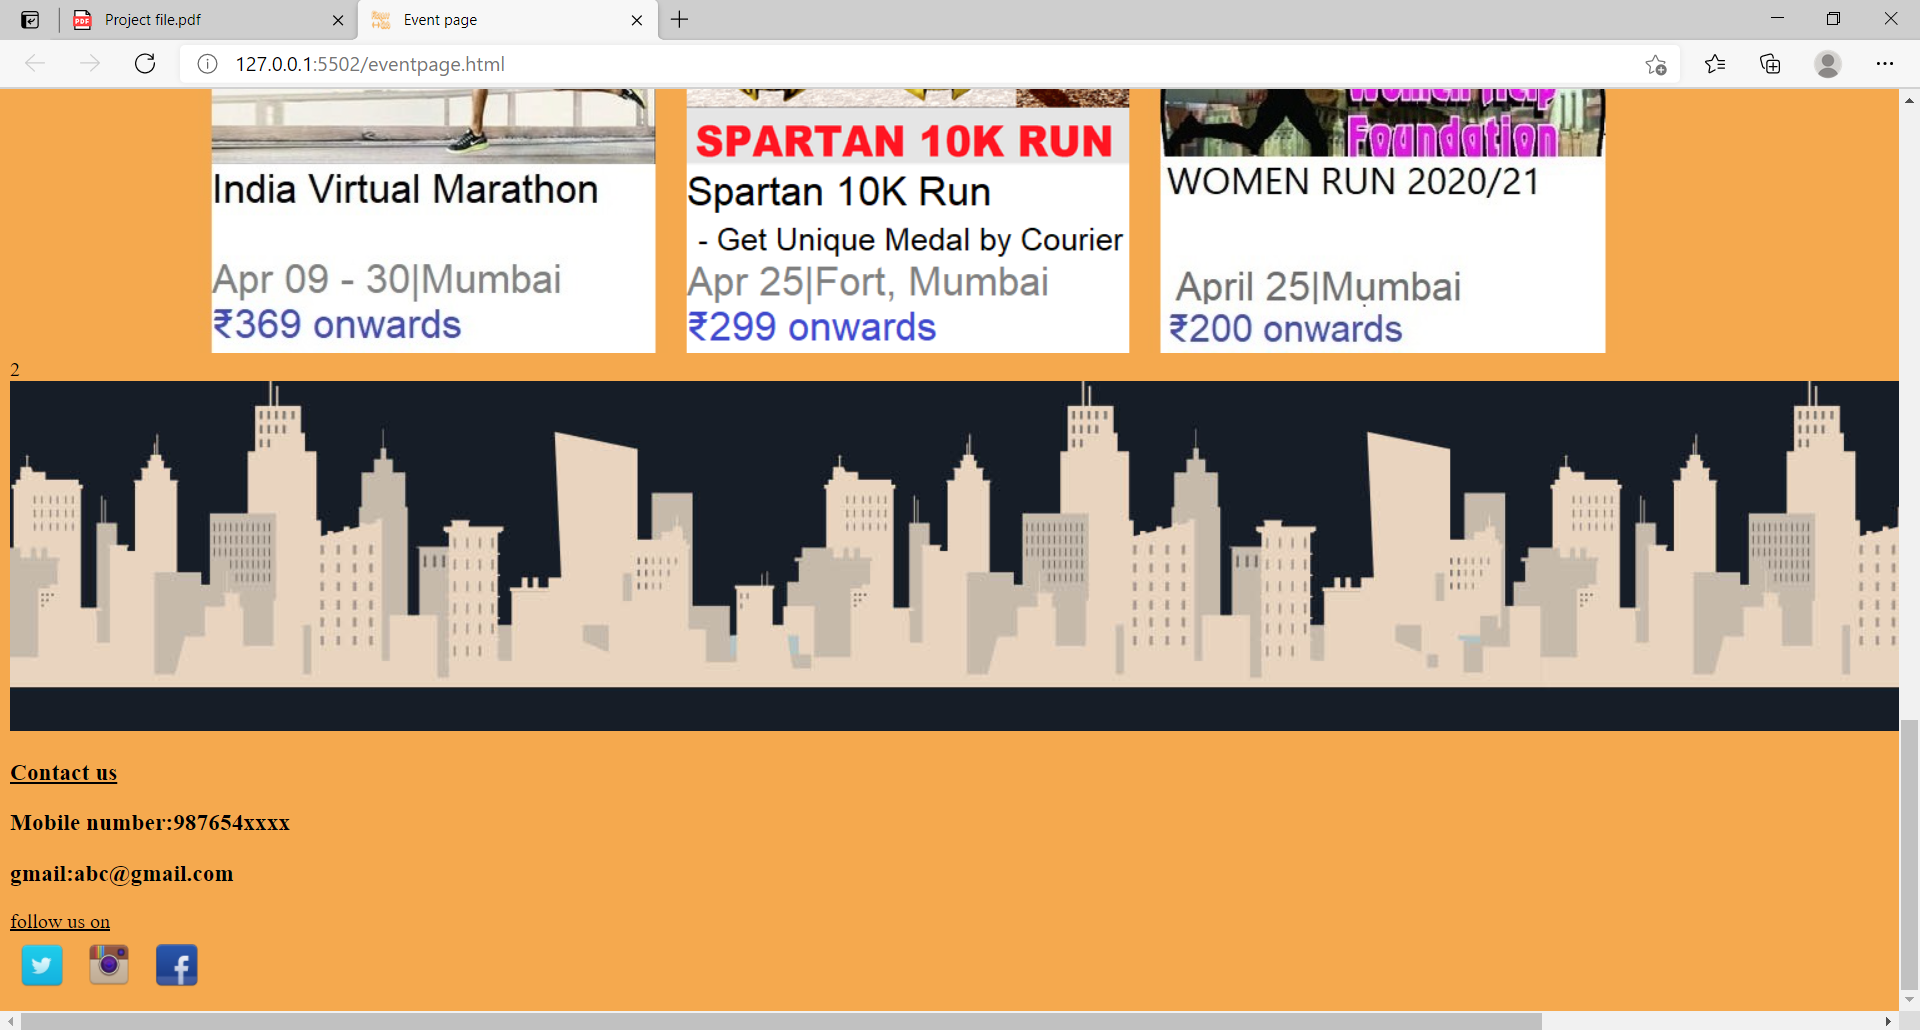 Project file.pdf
Event page
127.0.0.1:5502/eventpage.html
Women Help
Foundation
SPARTAN 10K RUN
India Virtual Marathon
Apr 09 - 30|Mumbai
₹369 onwards
Spartan 10K Run
- Get Unique Medal by Courier
Apr 25|Fort, Mumbai
₹299 onwards
WOMEN RUN 2020/21
April 25|Mumbai
₹200 onwards
2
Contact us
Mobile number:987654xxxx
gmail:abc@gmail.com
follow us on